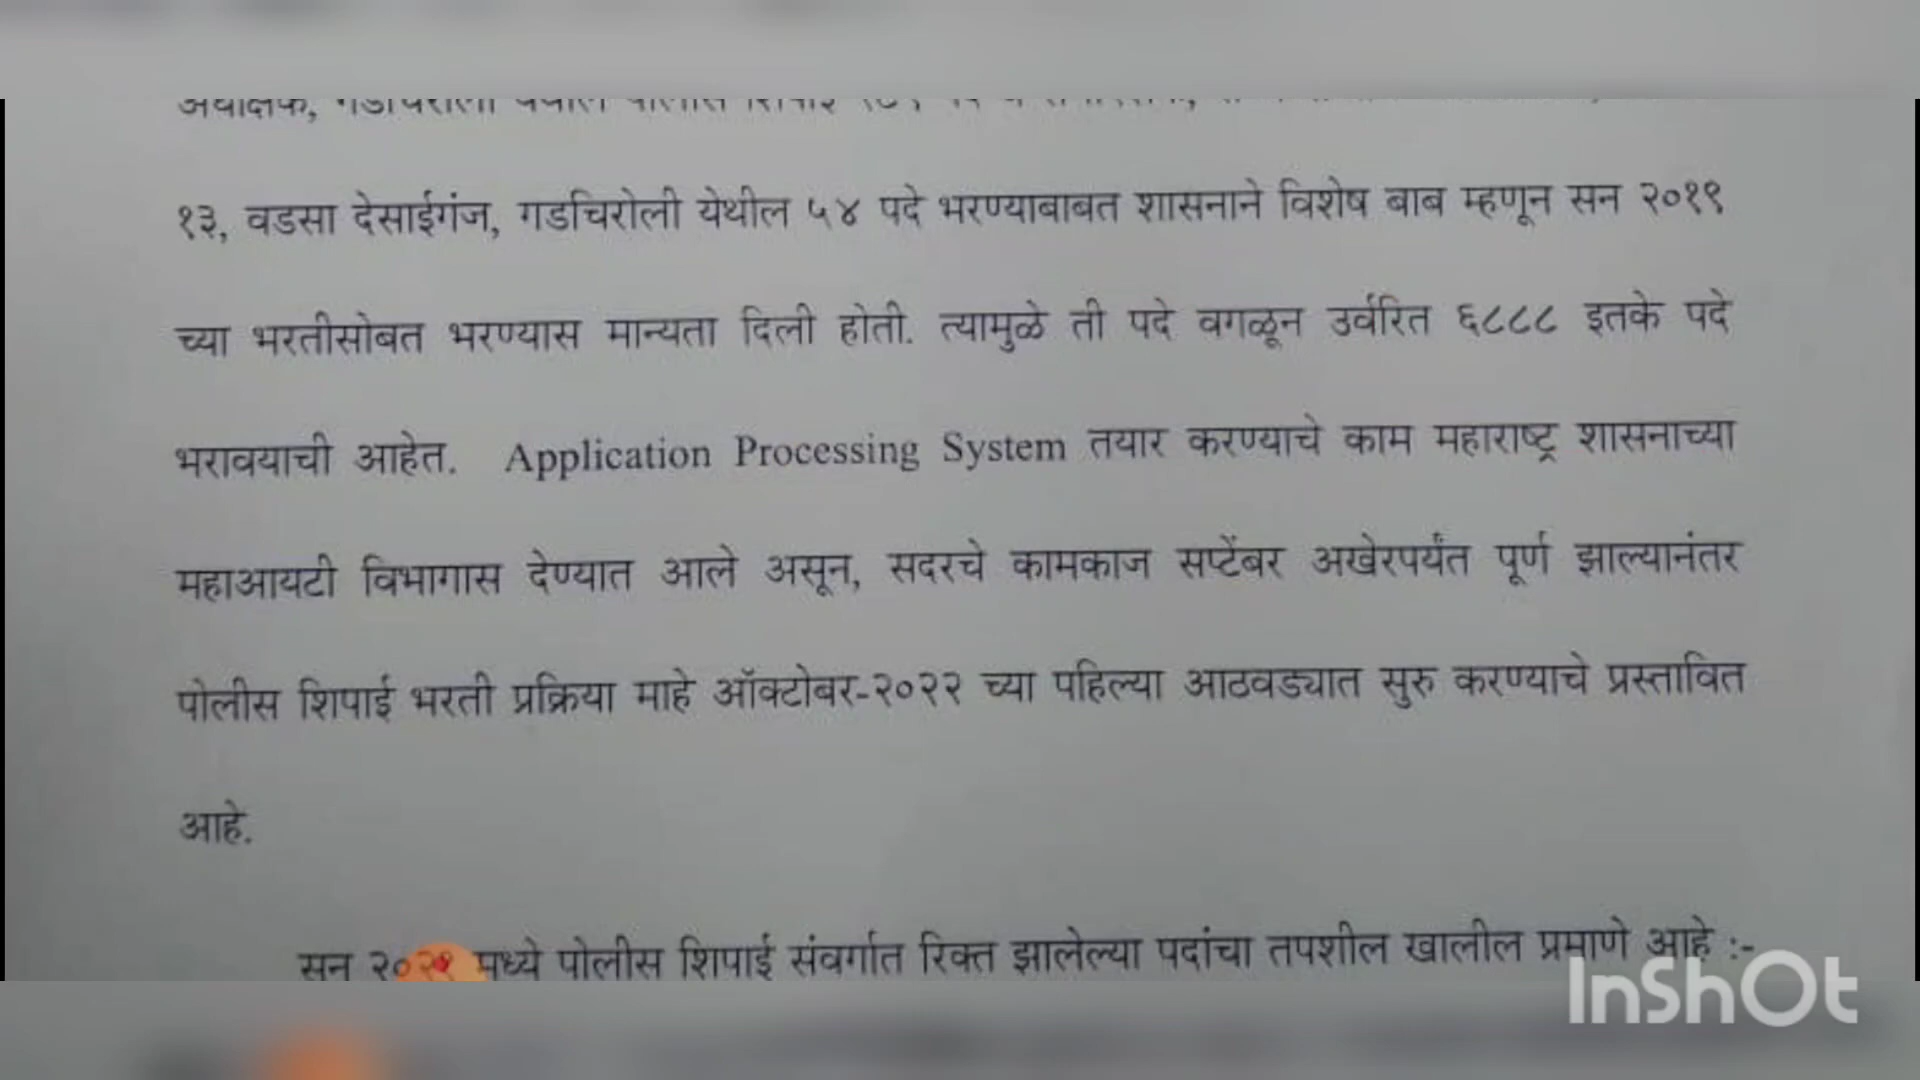 १३, वडसा देसाईगंज, गडचिरोली येथील ५४ पदे भरण्याबाबत शासनाने विशेष बाब म्हणून सन २०१९
च्या भरतीसोबत भरण्यास मान्यता दिली होती. त्यामुळे ती पदे वगळून उर्वरित ६८८८ इतके पदे
भरावयाची आहेत. Application Processing System तयार करण्याचे काम महाराष्ट्र शासनाच्या
महाआयटी विभागास देण्यात आले असून, सदरचे कामकाज सप्टेंबर अखेरपर्यंत पूर्ण झाल्यानंतर
पोलीस शिपाई भरती प्रक्रिया माहे ऑक्टोबर-२०२२ च्या पहिल्या आठवड्यात सुरु करण्याचे प्रस्तावित
आहे.
सन २०२१ मध्ये पोलीस शिपाई संवर्गात रिक्त झालेल्या पदांचा तपशील खालील प्रमाणे आहे :-
InShOt